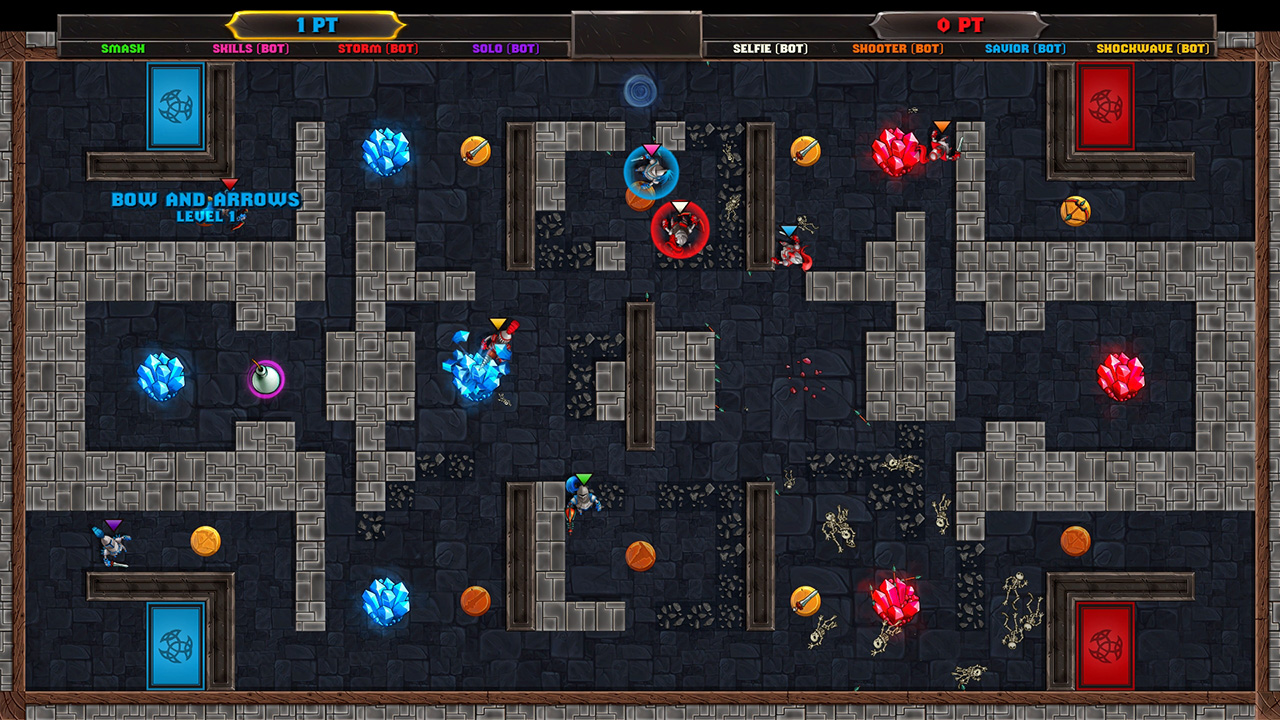 1 PT
0 PT
SMASH
SKILLS (BOT)
STORM (BOT)
SOLO (BOT)
SELFIE (BOT)
SHOOTER (BOT)
SAVIOR (BOT)
SHOCKWAVE (BOT)
BOW AND ARROWS
LEVEL 1